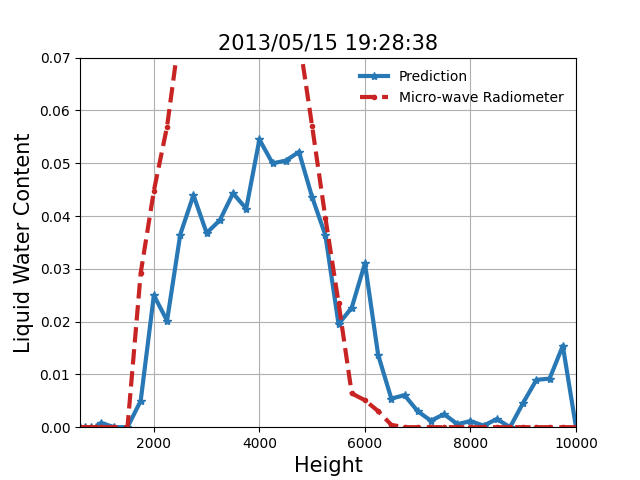 2013/05/15 19:28:38
Prediction
Micro-wave Radiometer
Liquid Water Content
0.07
0.06
0.05
0.04
0.03
0.02
0.01
0.00
2000 4000 6000 8000 10000
Height